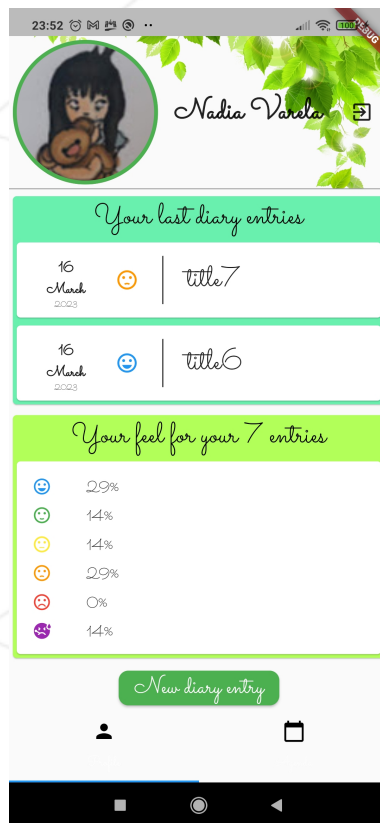 23:52
100
DEBUG
Nadia Varela
Your last diary entries
16
March
2023
title7
16
March
2023
title6
Your feel for your 7 entries
29%
14%
14%
29%
0%
14%
New diary entry